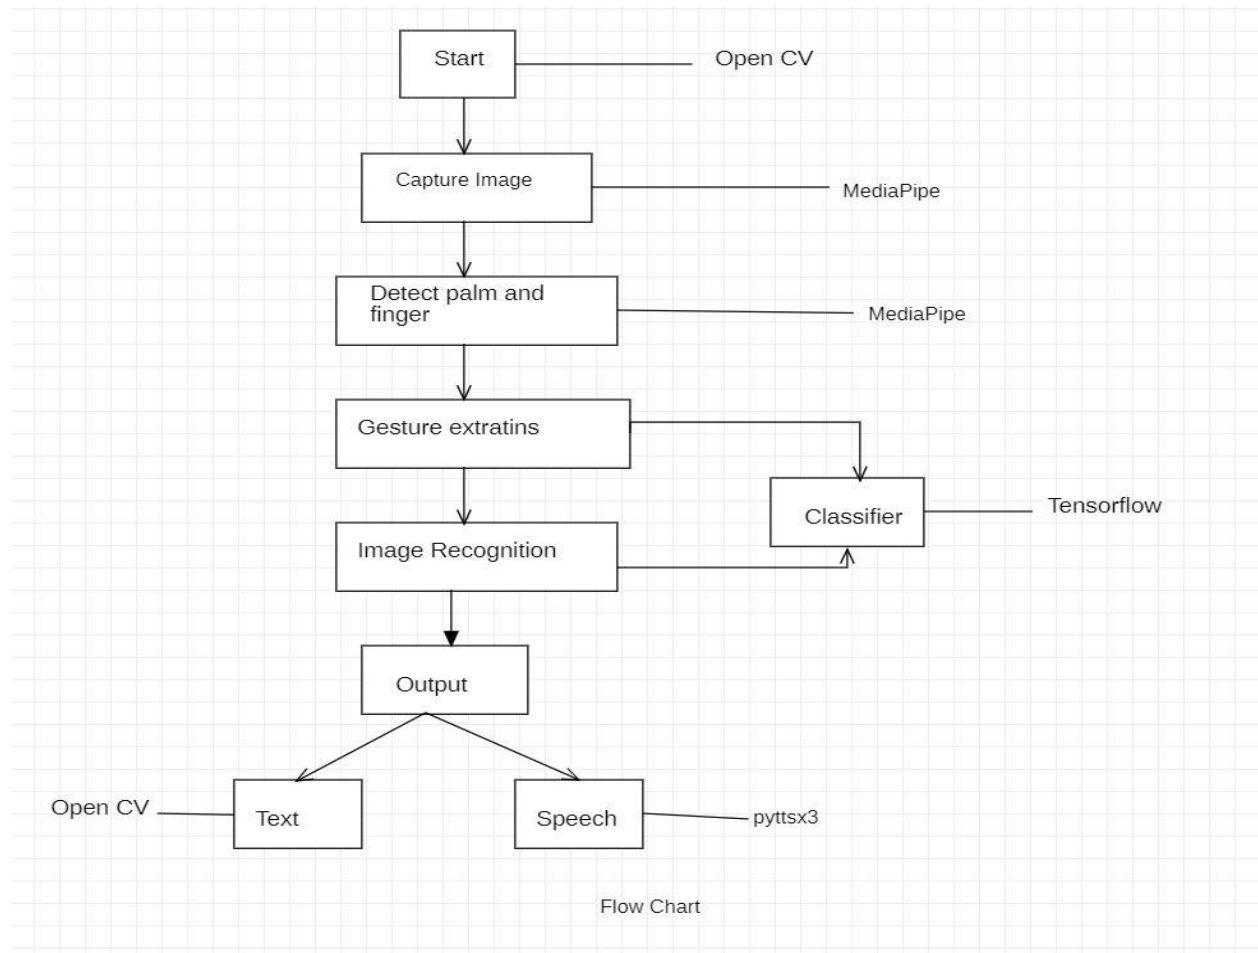 Start
Open CV
Capture Image
MediaPipe
Detect palm and
finger
MediaPipe
Gesture extratins
Classifier
Tensorflow
Image Recognition
Output
Open CV
Text
Speech
pyttsx3
Flow Chart